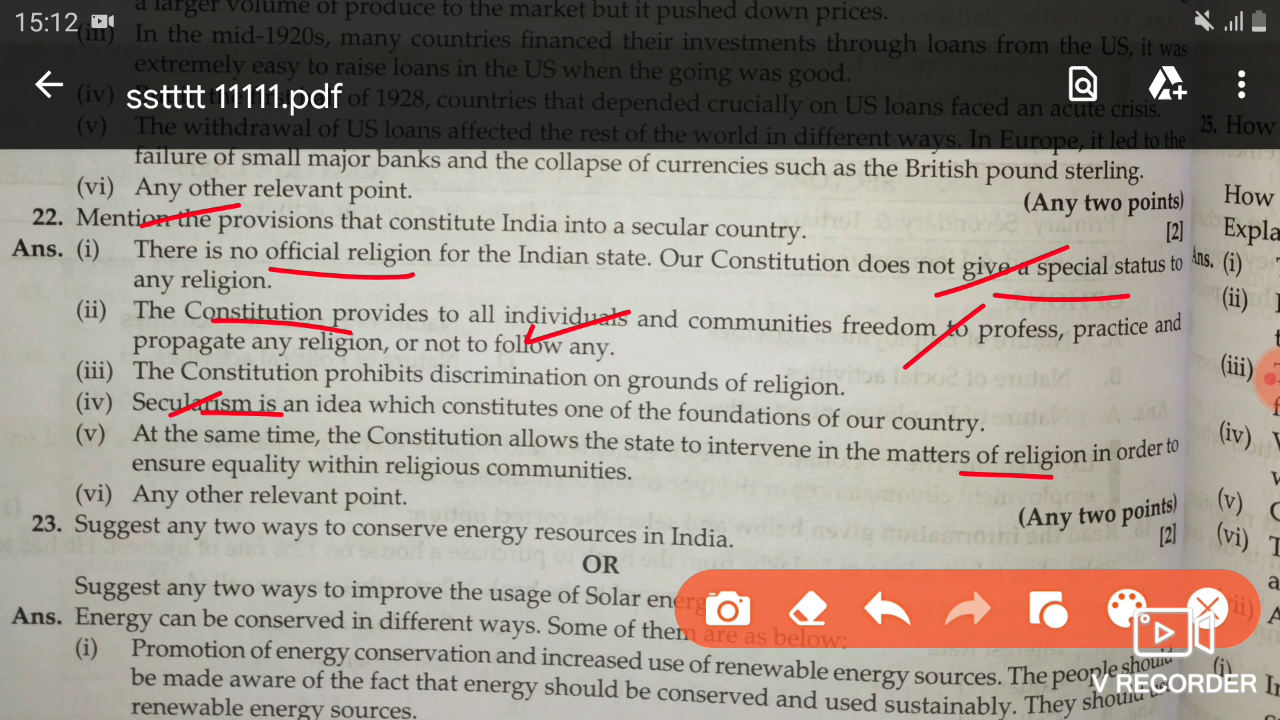 a larger volume of produce to the market but it pushed down prices.
15:12
(iii) In the mid-1920s, many countries financed their investments through loans from the US, it was
extremely easy to raise loans in the US when the going was good.
sstttt 11111.pdf
(iv) of 1928, countries that depended crucially on US loans faced an acute crisis.
25. How
(v) The withdrawal of US loans affected the rest of the world in different ways. In Europe, it led to the
failure of small major banks and the collapse of currencies such as the British pound sterling.
(vi) Any other relevant point.
(Any two points)
How
22. Mention the provisions that constitute India into a secular country.
[2]
Expla
Ans. (i) There is no official religion for the Indian state. Our Constitution does not give a special status to
any religion.
Ans. (i)
(ii)
(ii) The Constitution provides to all individuals and communities freedom to profess, practice and
propagate any religion, or not to follow any.
(iii) The Constitution prohibits discrimination on grounds of religion.
(iii)
(iv) Secularism is an idea which constitutes one of the foundations of our country.
(iv)
(v) At the same time, the Constitution allows the state to intervene in the matters of religion in order to
ensure equality within religious communities.
(vi) Any other relevant point.
(Any two points)
(v)
23. Suggest any two ways to conserve energy resources in India.
[2]
(vi)
OR
Suggest any two ways to improve the usage of Solar energ
Ans. Energy can be conserved in different ways. Some of them are as below:
(i) Promotion of energy conservation and increased use of renewable energy sources. The people should
be made aware of the fact that energy should be conserved and used sustainably. They should
renewable energy sources.
(i)
V RECORDER